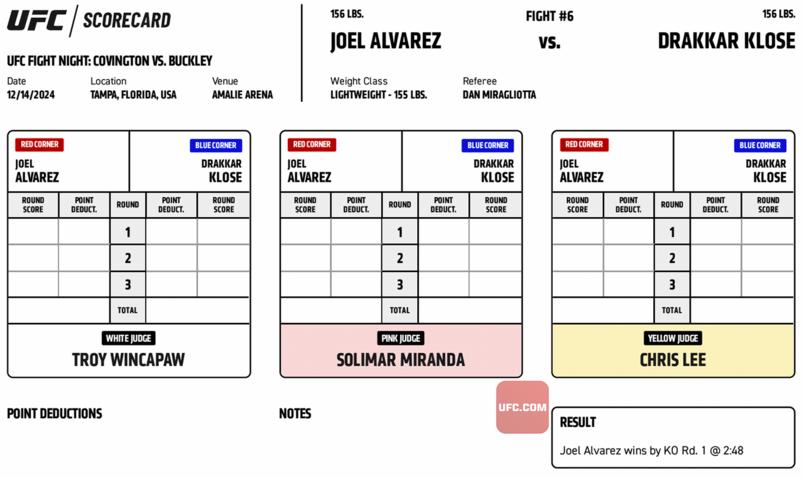 UFC SCORECARD
UFC FIGHT NIGHT: COVINGTON VS. BUCKLEY
Date Location Venue
12/14/2024 TAMPA, FLORIDA, USA AMALIE ARENA
156 LBS. FIGHT #6 156 LBS.
JOEL ALVAREZ VS. DRAKKAR KLOSE
Weight Class Referee
LIGHTWEIGHT - 155 LBS. DAN MIRAGLIOTTA
RED CORNER BLUE CORNER
JOEL DRAKKAR
ALVAREZ KLOSE
ROUND POINT ROUND POINT ROUND
SCORE DEDUCT. DEDUCT. SCORE
1
2
3
TOTAL
WHITE JUDGE
TROY WINCAPAW
RED CORNER BLUE CORNER
JOEL DRAKKAR
ALVAREZ KLOSE
ROUND POINT ROUND POINT ROUND
SCORE DEDUCT. DEDUCT. SCORE
1
2
3
TOTAL
PINK JUDGE
SOLIMAR MIRANDA
RED CORNER BLUE CORNER
JOEL DRAKKAR
ALVAREZ KLOSE
ROUND POINT ROUND POINT ROUND
SCORE DEDUCT. DEDUCT. SCORE
1
2
3
TOTAL
YELLOW JUDGE
CHRIS LEE
POINT DEDUCTIONS
NOTES
UFC.COM
RESULT
Joel Alvarez wins by KO Rd. 1 @ 2:48